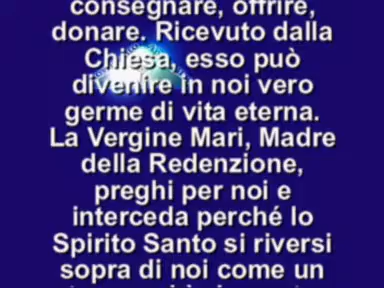 consegnare, offrire,
donare. Ricevuto dalla
Chiesa, esso può
divenire in noi vero
germe di vita eterna.
La Vergine Mari, Madre
della Redenzione,
preghi per noi e
interceda perché lo
Spirito Santo si riversi
sopra di noi come un